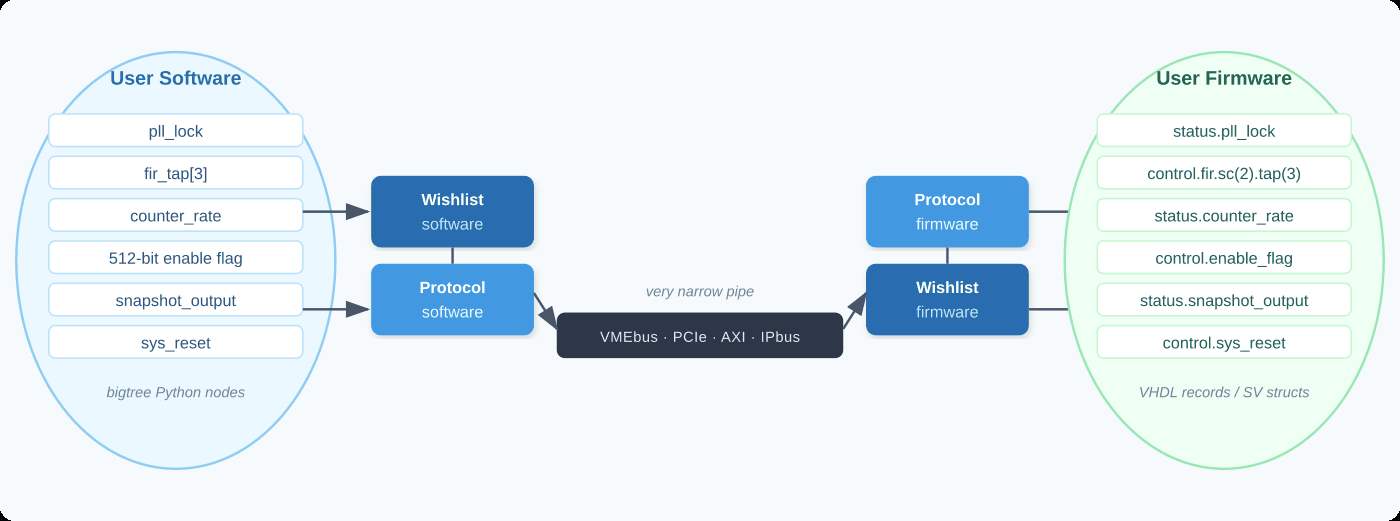 User Software
pll_lock
fir_tap[3]
counter_rate
512-bit enable flag
snapshot_output
sys_reset
bigtree Python nodes
Wishlist
software
Protocol
software
very narrow pipe
VMEbus · PCIe · AXI · IPbus
Protocol
firmware
Wishlist
firmware
User Firmware
status.pll_lock
control.fir.sc(2).tap(3)
status.counter_rate
control.enable_flag
status.snapshot_output
control.sys_reset
VHDL records / SV structs